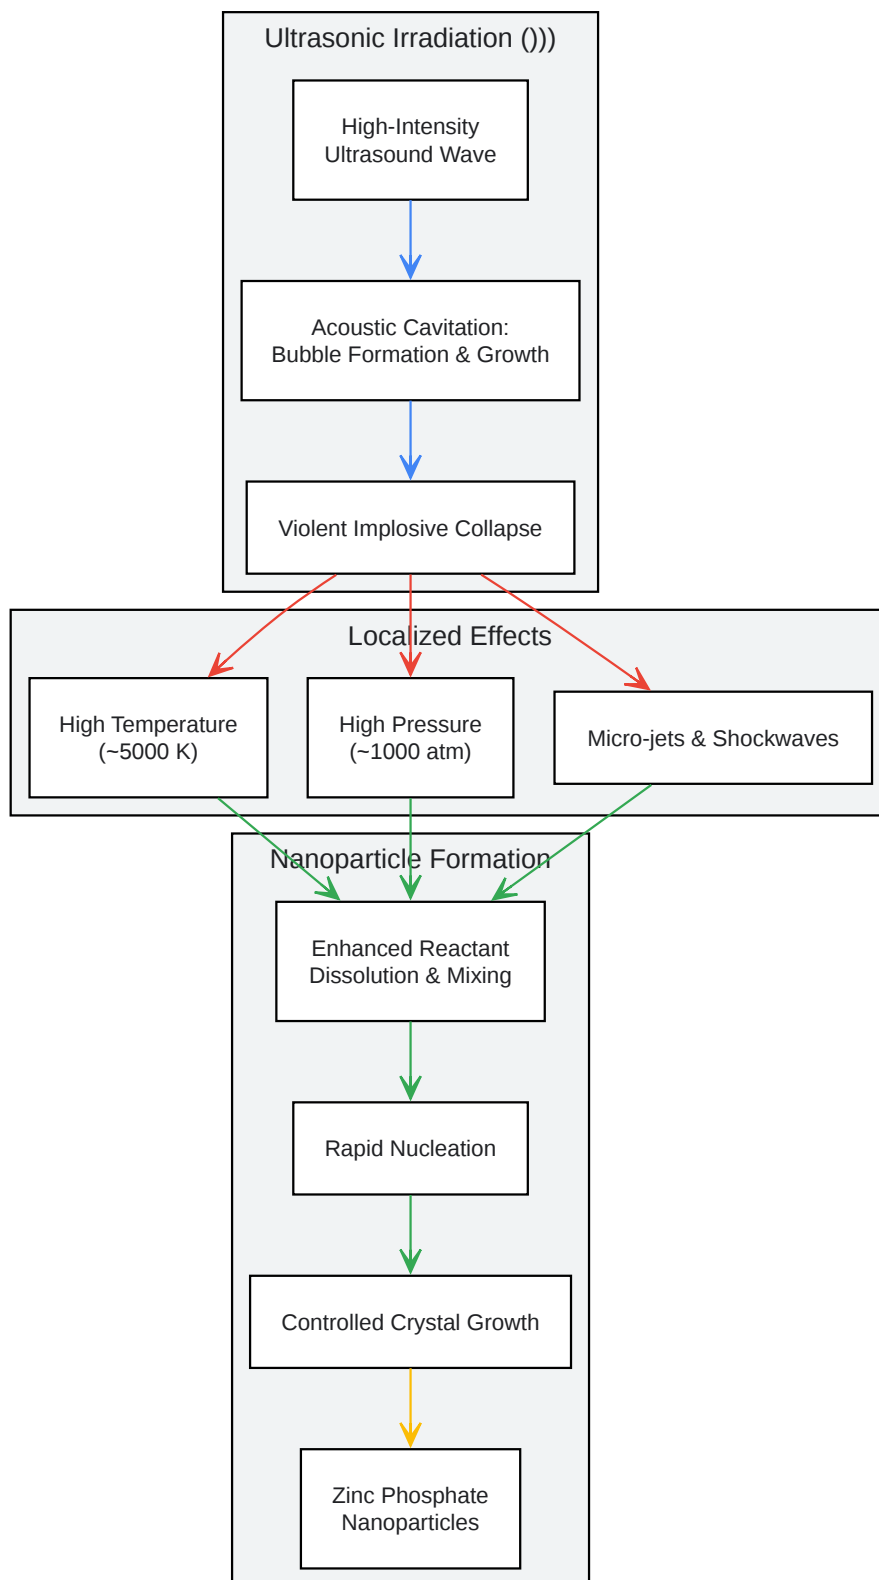 Ultrasonic Irradiation ()))
High-Intensity
Ultrasound Wave
Acoustic Cavitation:
Bubble Formation & Growth
Violent Implosive Collapse
Localized Effects
High Temperature
(~5000 K)
High Pressure
(~1000 atm)
Micro-jets & Shockwaves
Nanoparticle Formation
Enhanced Reactant
Dissolution & Mixing
Rapid Nucleation
Controlled Crystal Growth
Zinc Phosphate
Nanoparticles